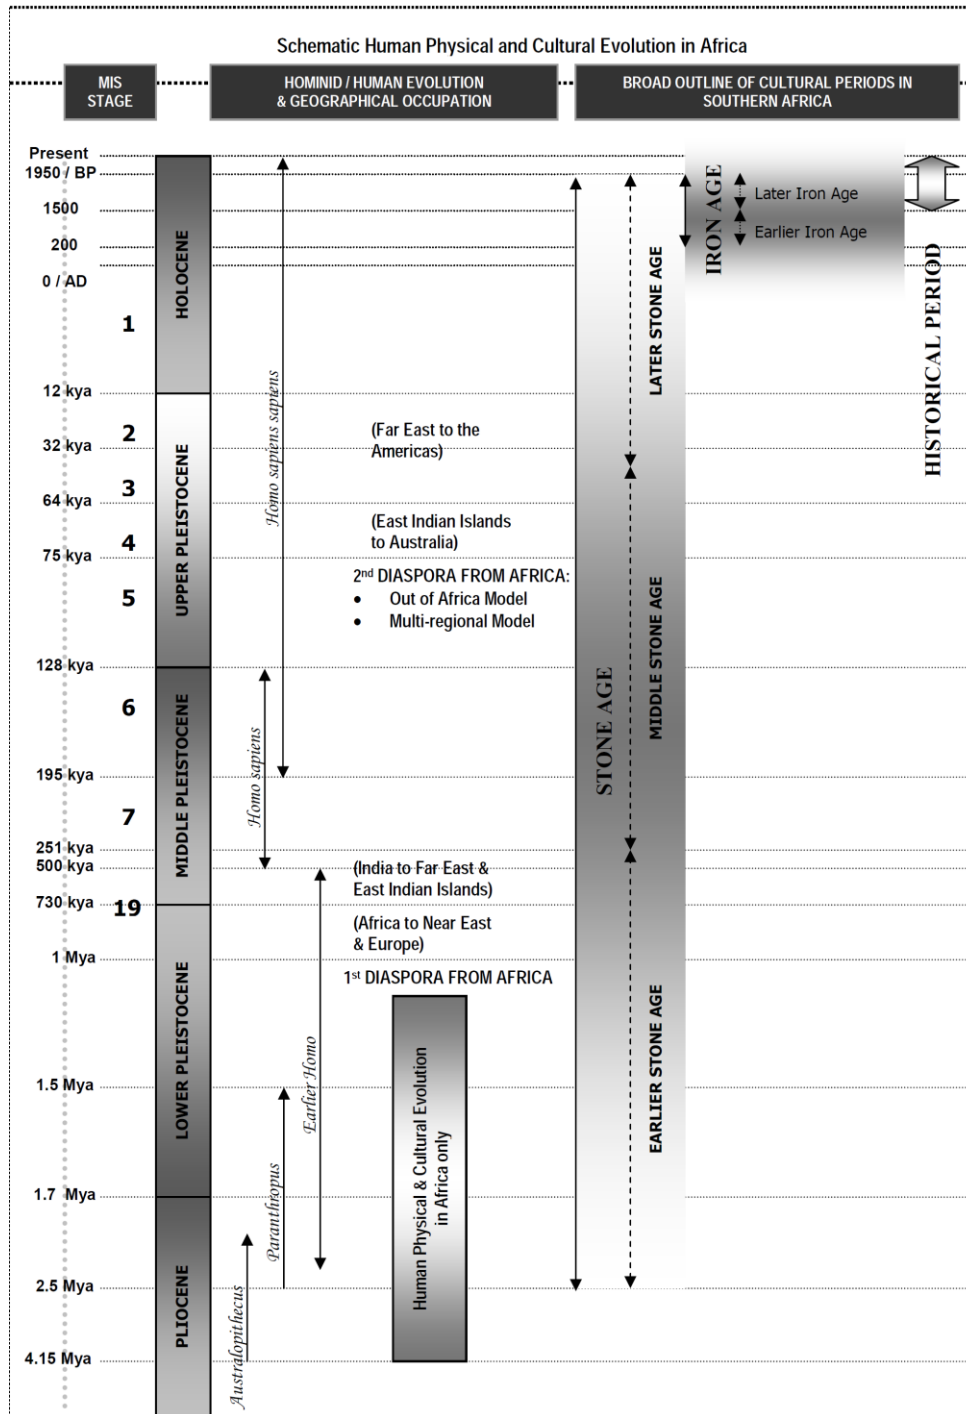 Schematic Human Physical and Cultural Evolution in Africa
MIS
STAGE
HOMINID / HUMAN EVOLUTION
& GEOGRAPHICAL OCCUPATION
BROAD OUTLINE OF CULTURAL PERIODS IN
SOUTHERN AFRICA
Present
1950 / BP
1500
200
0 / AD
12 kya
32 kya
64 kya
75 kya
128 kya
195 kya
251 kya
500 kya
730 kya
1 Mya
1.5 Mya
1.7 Mya
2.5 Mya
4.15 Mya
1
2
3
4
5
6
7
19
HOLOCENE
UPPER PLEISTOCENE
MIDDLE PLEISTOCENE
LOWER PLEISTOCENE
PLIOCENE
Homo sapiens sapiens
Homo sapiens
Earlier Homo
Paranthropus
Australopithecus
(Far East to the
Americas)
(East Indian Islands
to Australia)
2nd DIASPORA FROM AFRICA:
• Out of Africa Model
• Multi-regional Model
(India to Far East &
East Indian Islands)
(Africa to Near East
& Europe)
1st DIASPORA FROM AFRICA
Human Physical & Cultural Evolution
in Africa only
STONE AGE
LATER STONE AGE
MIDDLE STONE AGE
EARLIER STONE AGE
IRON AGE
Later Iron Age
Earlier Iron Age
HISTORICAL PERIOD